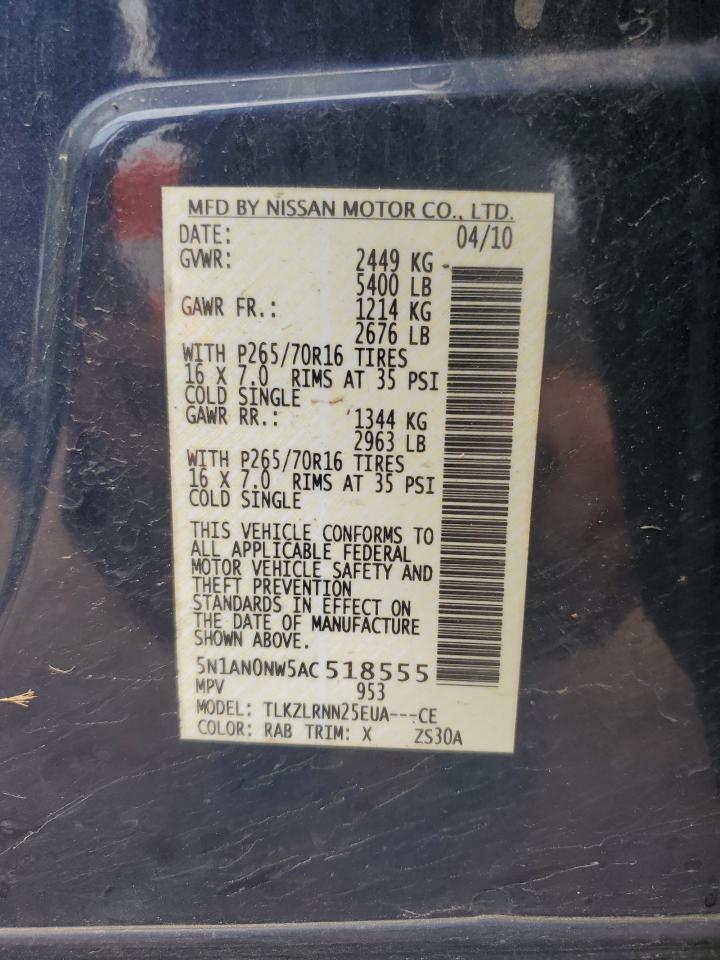 MFD BY NISSAN MOTOR CO., LTD.
DATE: 04/10
GVWR: 2449 KG
5400 LB
GAWR FR.: 1214 KG
2676 LB
WITH P265/70R16 TIRES
16 X 7.0 RIMS AT 35 PSI
COLD SINGLE
GAWR RR.: 1344 KG
2963 LB
WITH P265/70R16 TIRES
16 X 7.0 RIMS AT 35 PSI
COLD SINGLE
THIS VEHICLE CONFORMS TO
ALL APPLICABLE FEDERAL
MOTOR VEHICLE SAFETY AND
THEFT PREVENTION
STANDARDS IN EFFECT ON
THE DATE OF MANUFACTURE
SHOWN ABOVE.
5N1AN0NW5AC518555
MPV 953
MODEL: TLKZLRNN25EUA---CE
COLOR: RAB TRIM: X ZS30A